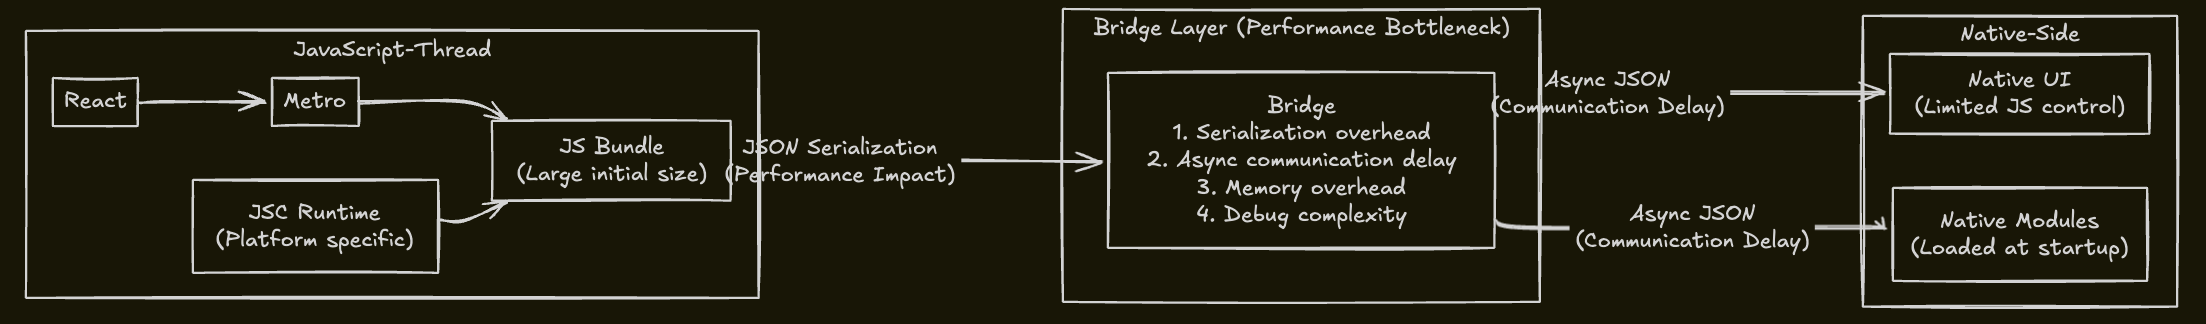 JavaScript-Thread
React
Metro
JS Bundle
(Large initial size)
JSC Runtime
(Platform specific)
JSON Serialization
(Performance Impact)
Bridge Layer (Performance Bottleneck)
Bridge
1. Serialization overhead
2. Async communication delay
3. Memory overhead
4. Debug complexity
Async JSON
(Communication Delay)
Async JSON
(Communication Delay)
Native-Side
Native UI
(Limited JS control)
Native Modules
(Loaded at startup)